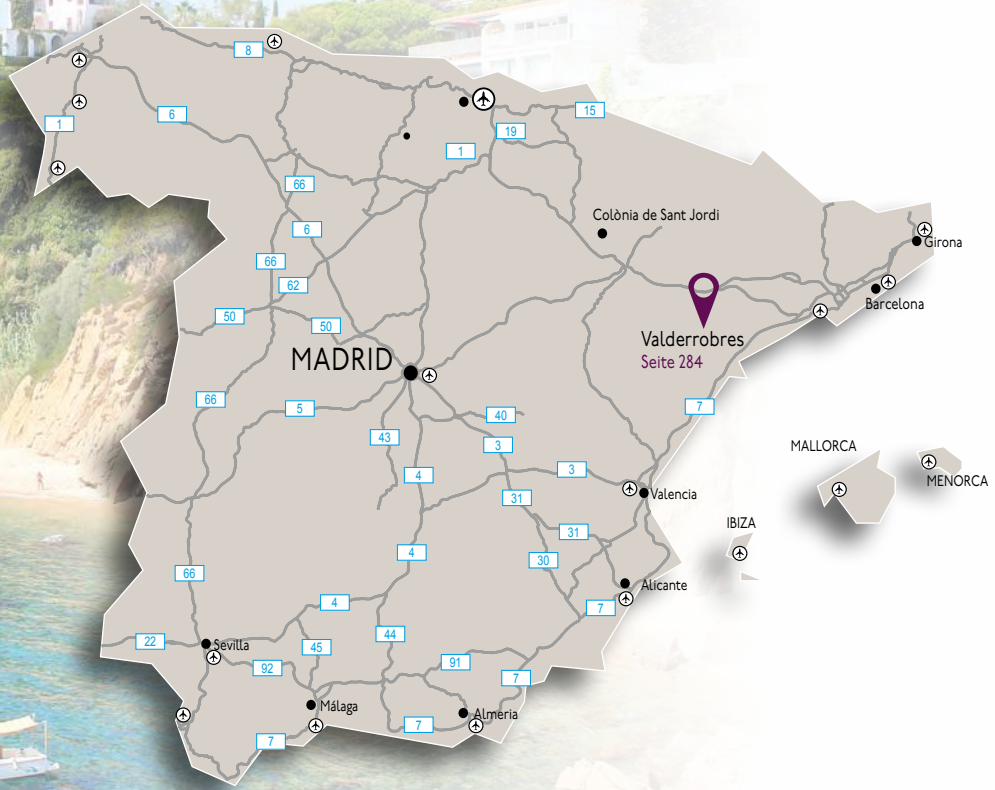 8
15
6
1
19
1
66
Colònia de Sant Jordi
6
Girona
66
62
Barcelona
50
50
Valderrobres
MADRID
Seite 284
66
5
7
40
43
3
MALLORCA
3
4
MENORCA
31
Valencia
IBIZA
31
4
30
66
Alicante
4
7
44
22
Sevilla
45
91
92
7
Málaga
Almeria
7
7